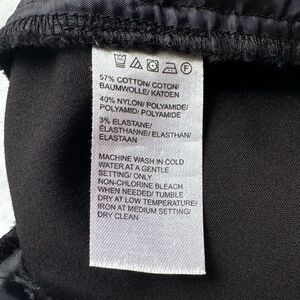 F
57% COTTON/ COTON/
BAUMWOLLE/ KATOEN
40% NYLON/ POLYAMIDE/
POLYAMID/ POLYAMIDE
3% ELASTANE/
ÉLASTHANNE/ ELASTHAN/
ELASTAAN
MACHINE WASH IN COLD
WATER AT A GENTLE
SETTING/ ONLY
NON-CHLORINE BLEACH
WHEN NEEDED/ TUMBLE
DRY AT LOW TEMPERATURE/
IRON AT MEDIUM SETTING/
DRY CLEAN